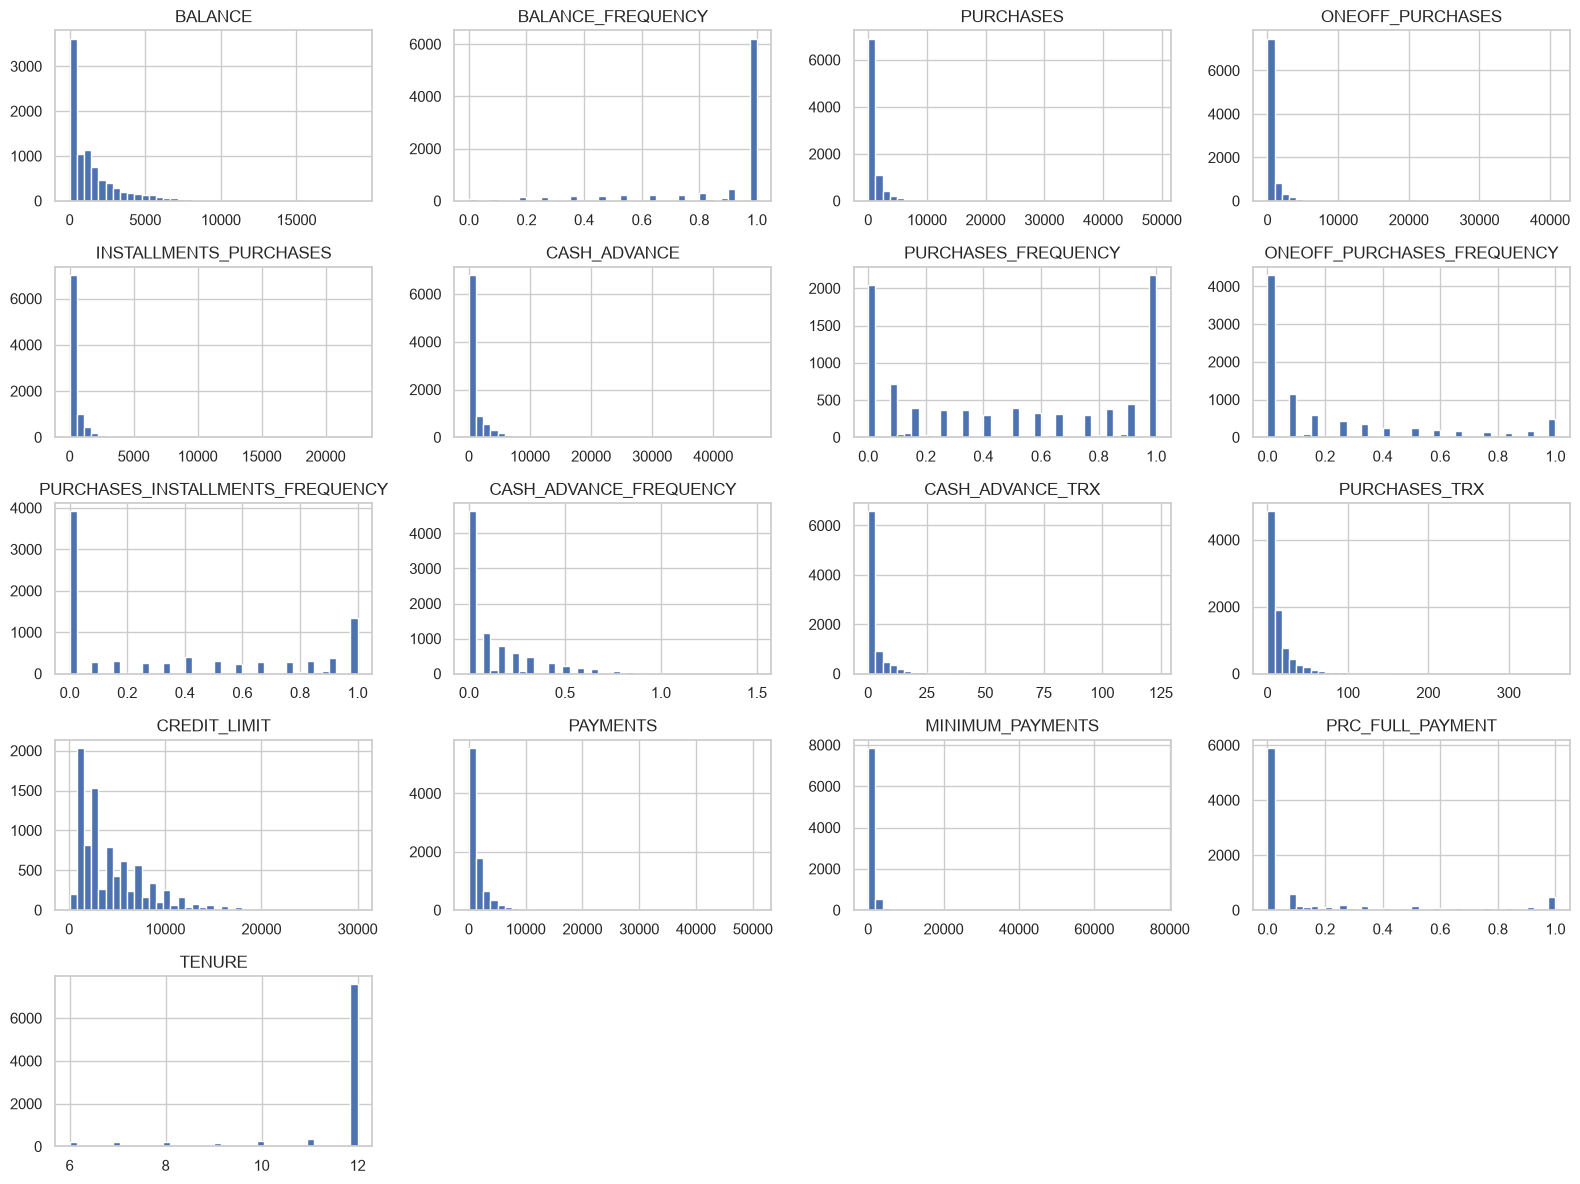 BALANCE
3000
2000
1000
0
0 5000 10000 15000
BALANCE_FREQUENCY
6000
4000
2000
0
0.0 0.2 0.4 0.6 0.8 1.0
PURCHASES
6000
4000
2000
0
0 10000 20000 30000 40000 50000
ONEOFF_PURCHASES
6000
4000
2000
0
0 10000 20000 30000 40000
INSTALLMENTS_PURCHASES
6000
4000
2000
0
0 5000 10000 15000 20000
CASH_ADVANCE
6000
4000
2000
0
0 10000 20000 30000 40000
PURCHASES_FREQUENCY
2000
1500
1000
500
0
0.0 0.2 0.4 0.6 0.8 1.0
ONEOFF_PURCHASES_FREQUENCY
4000
3000
2000
1000
0
0.0 0.2 0.4 0.6 0.8 1.0
PURCHASES_INSTALLMENTS_FREQUENCY
4000
3000
2000
1000
0
0.0 0.2 0.4 0.6 0.8 1.0
CASH_ADVANCE_FREQUENCY
4000
3000
2000
1000
0
0.0 0.5 1.0 1.5
CASH_ADVANCE_TRX
6000
4000
2000
0
0 25 50 75 100 125
PURCHASES_TRX
4000
2000
0
0 100 200 300
CREDIT_LIMIT
2000
1500
1000
500
0
0 10000 20000 30000
PAYMENTS
4000
2000
0
0 10000 20000 30000 40000 50000
MINIMUM_PAYMENTS
8000
6000
4000
2000
0
0 20000 40000 60000 80000
PRC_FULL_PAYMENT
6000
4000
2000
0
0.0 0.2 0.4 0.6 0.8 1.0
TENURE
6000
4000
2000
0
6 8 10 12